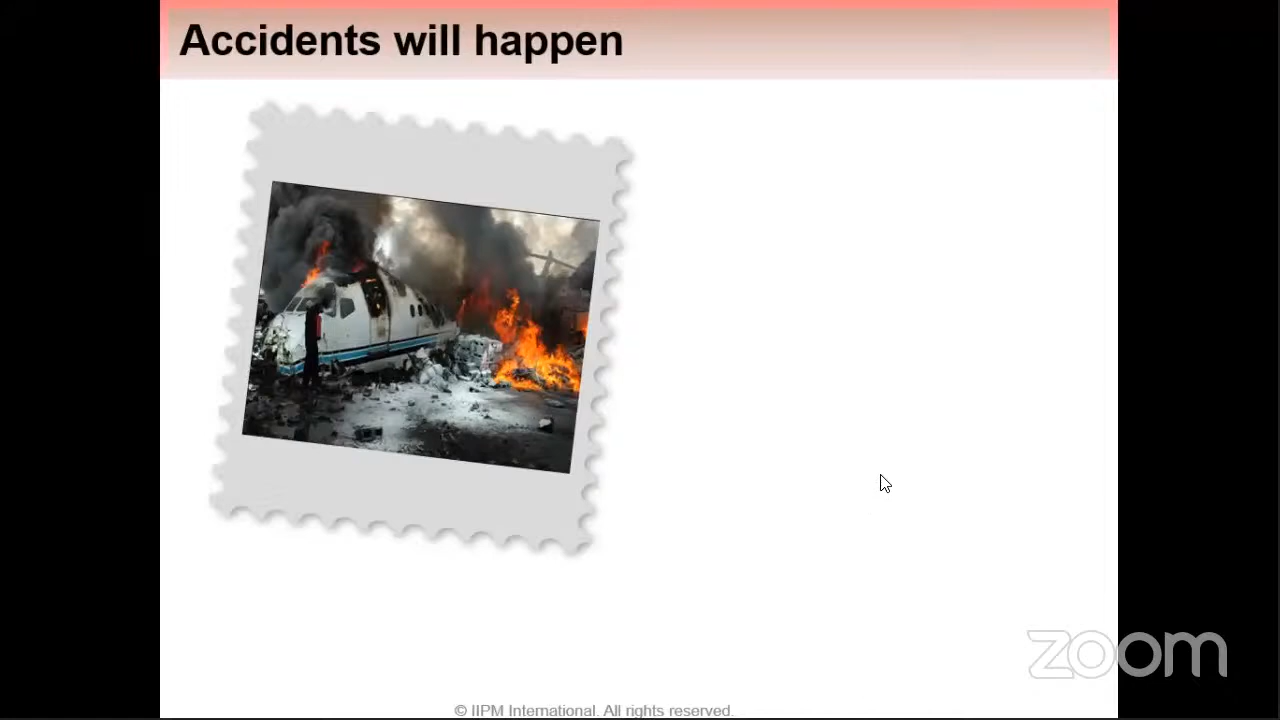 Accidents will happen
zoom
© IIPM International. All rights reserved.